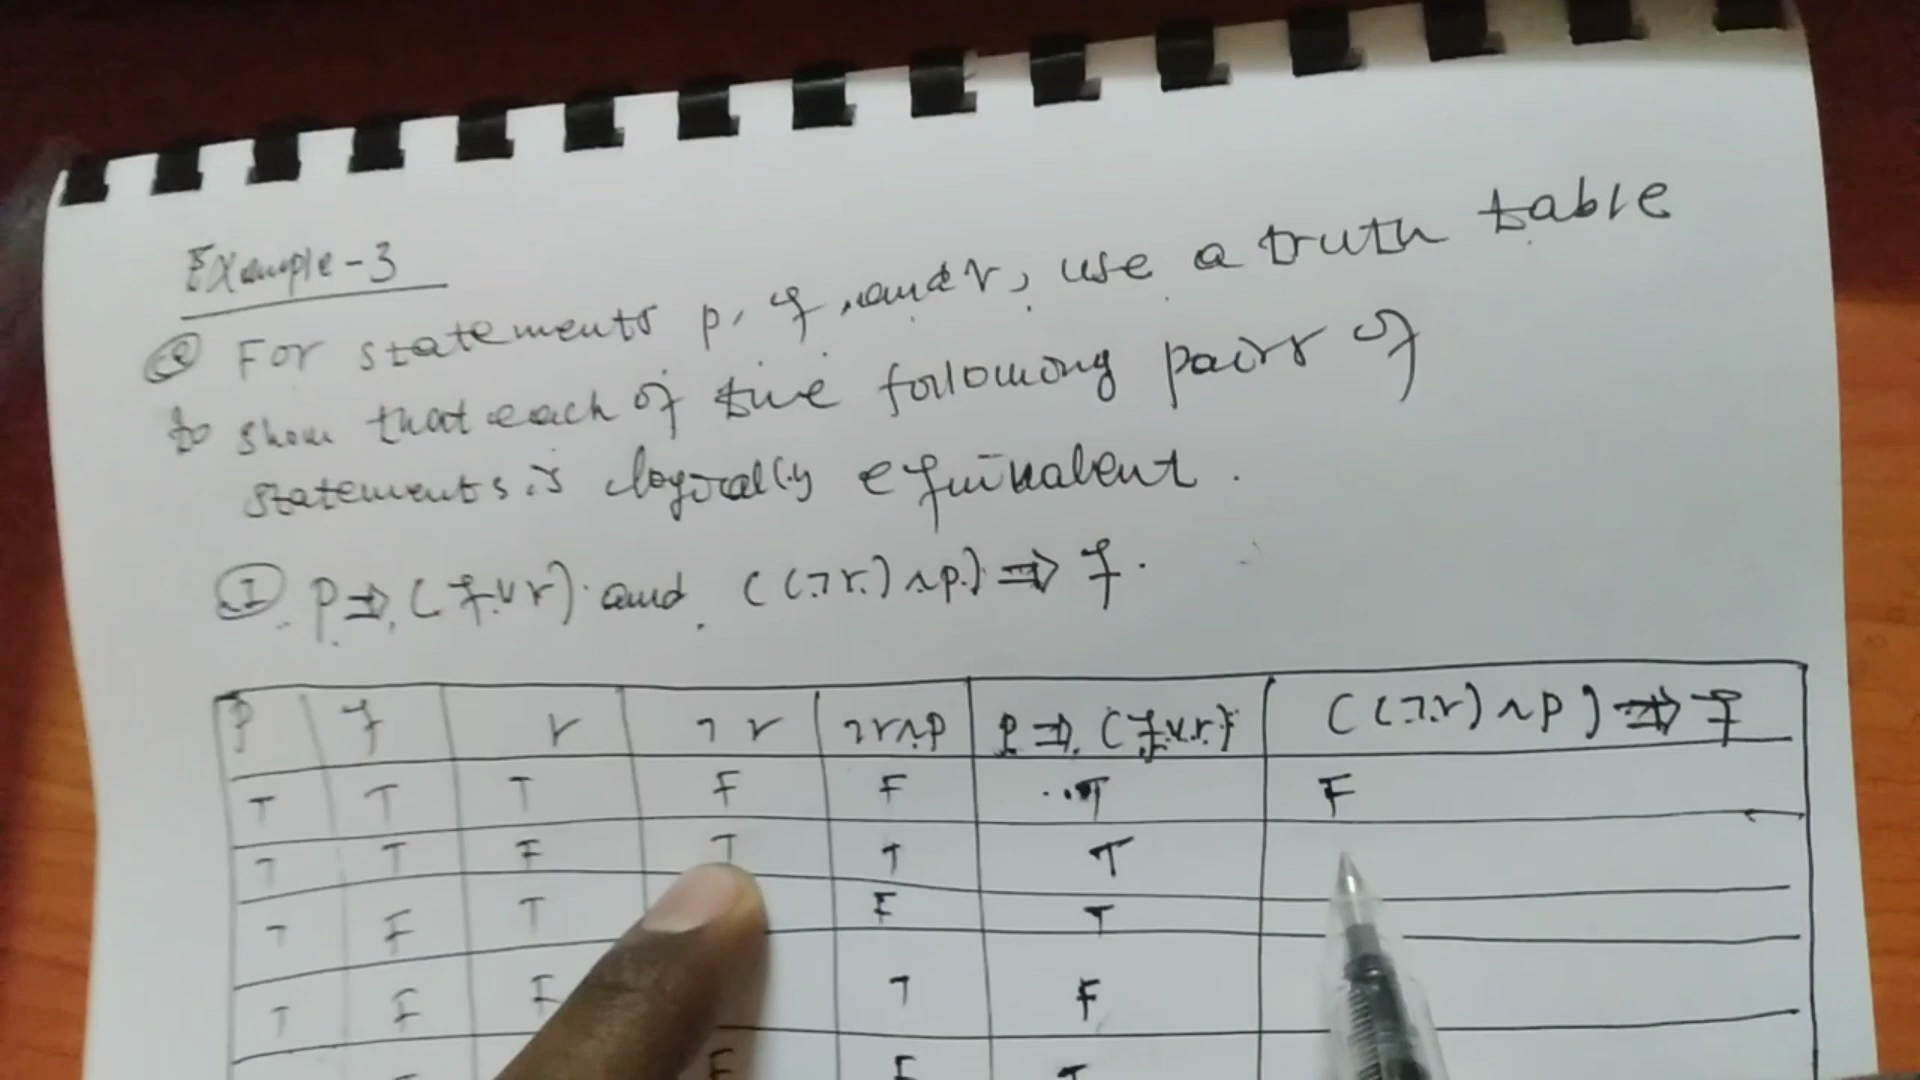 Example-3
@ For statements p, q, and r, use a truth table
to show that each of the following pairs of
statements is logically equivalent.
I p ⇒ (q ∨ r) and ((¬r) ∧ p) ⇒ q.
p q r ¬r ¬r∧p p ⇒ (q ∨ r) ((¬r) ∧ p) ⇒ q
T T T F F T F
T T F T T T
T F T F T
T F F T F
F F T